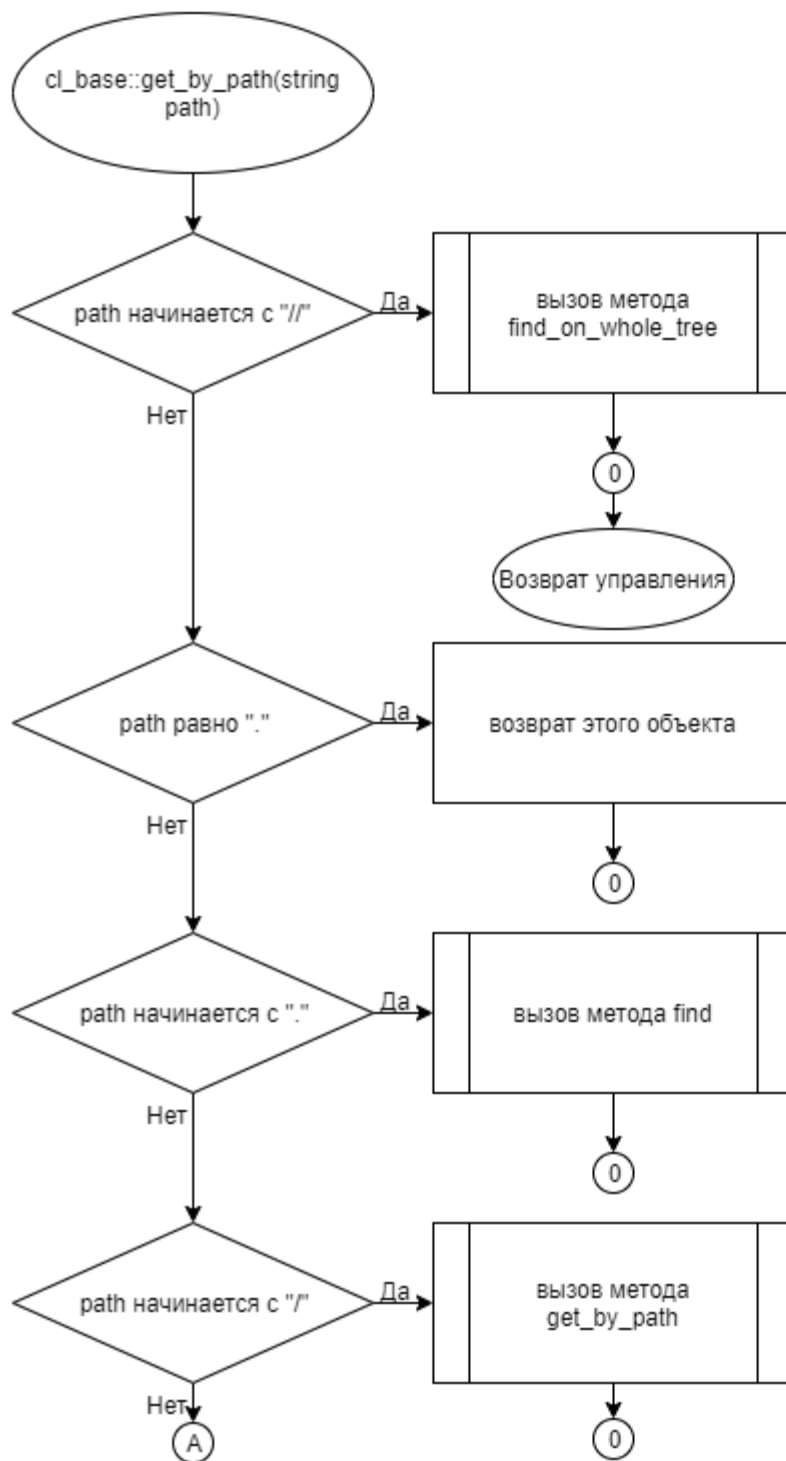 cl_base::get_by_path(string
path)
path начинается с "//"
Да
вызов метода
find_on_whole_tree
Нет
0
Возврат управления
path равно "."
Да
возврат этого объекта
Нет
0
path начинается с "."
Да
вызов метода find
Нет
0
path начинается с "/"
Да
вызов метода
get_by_path
Нет
A
0